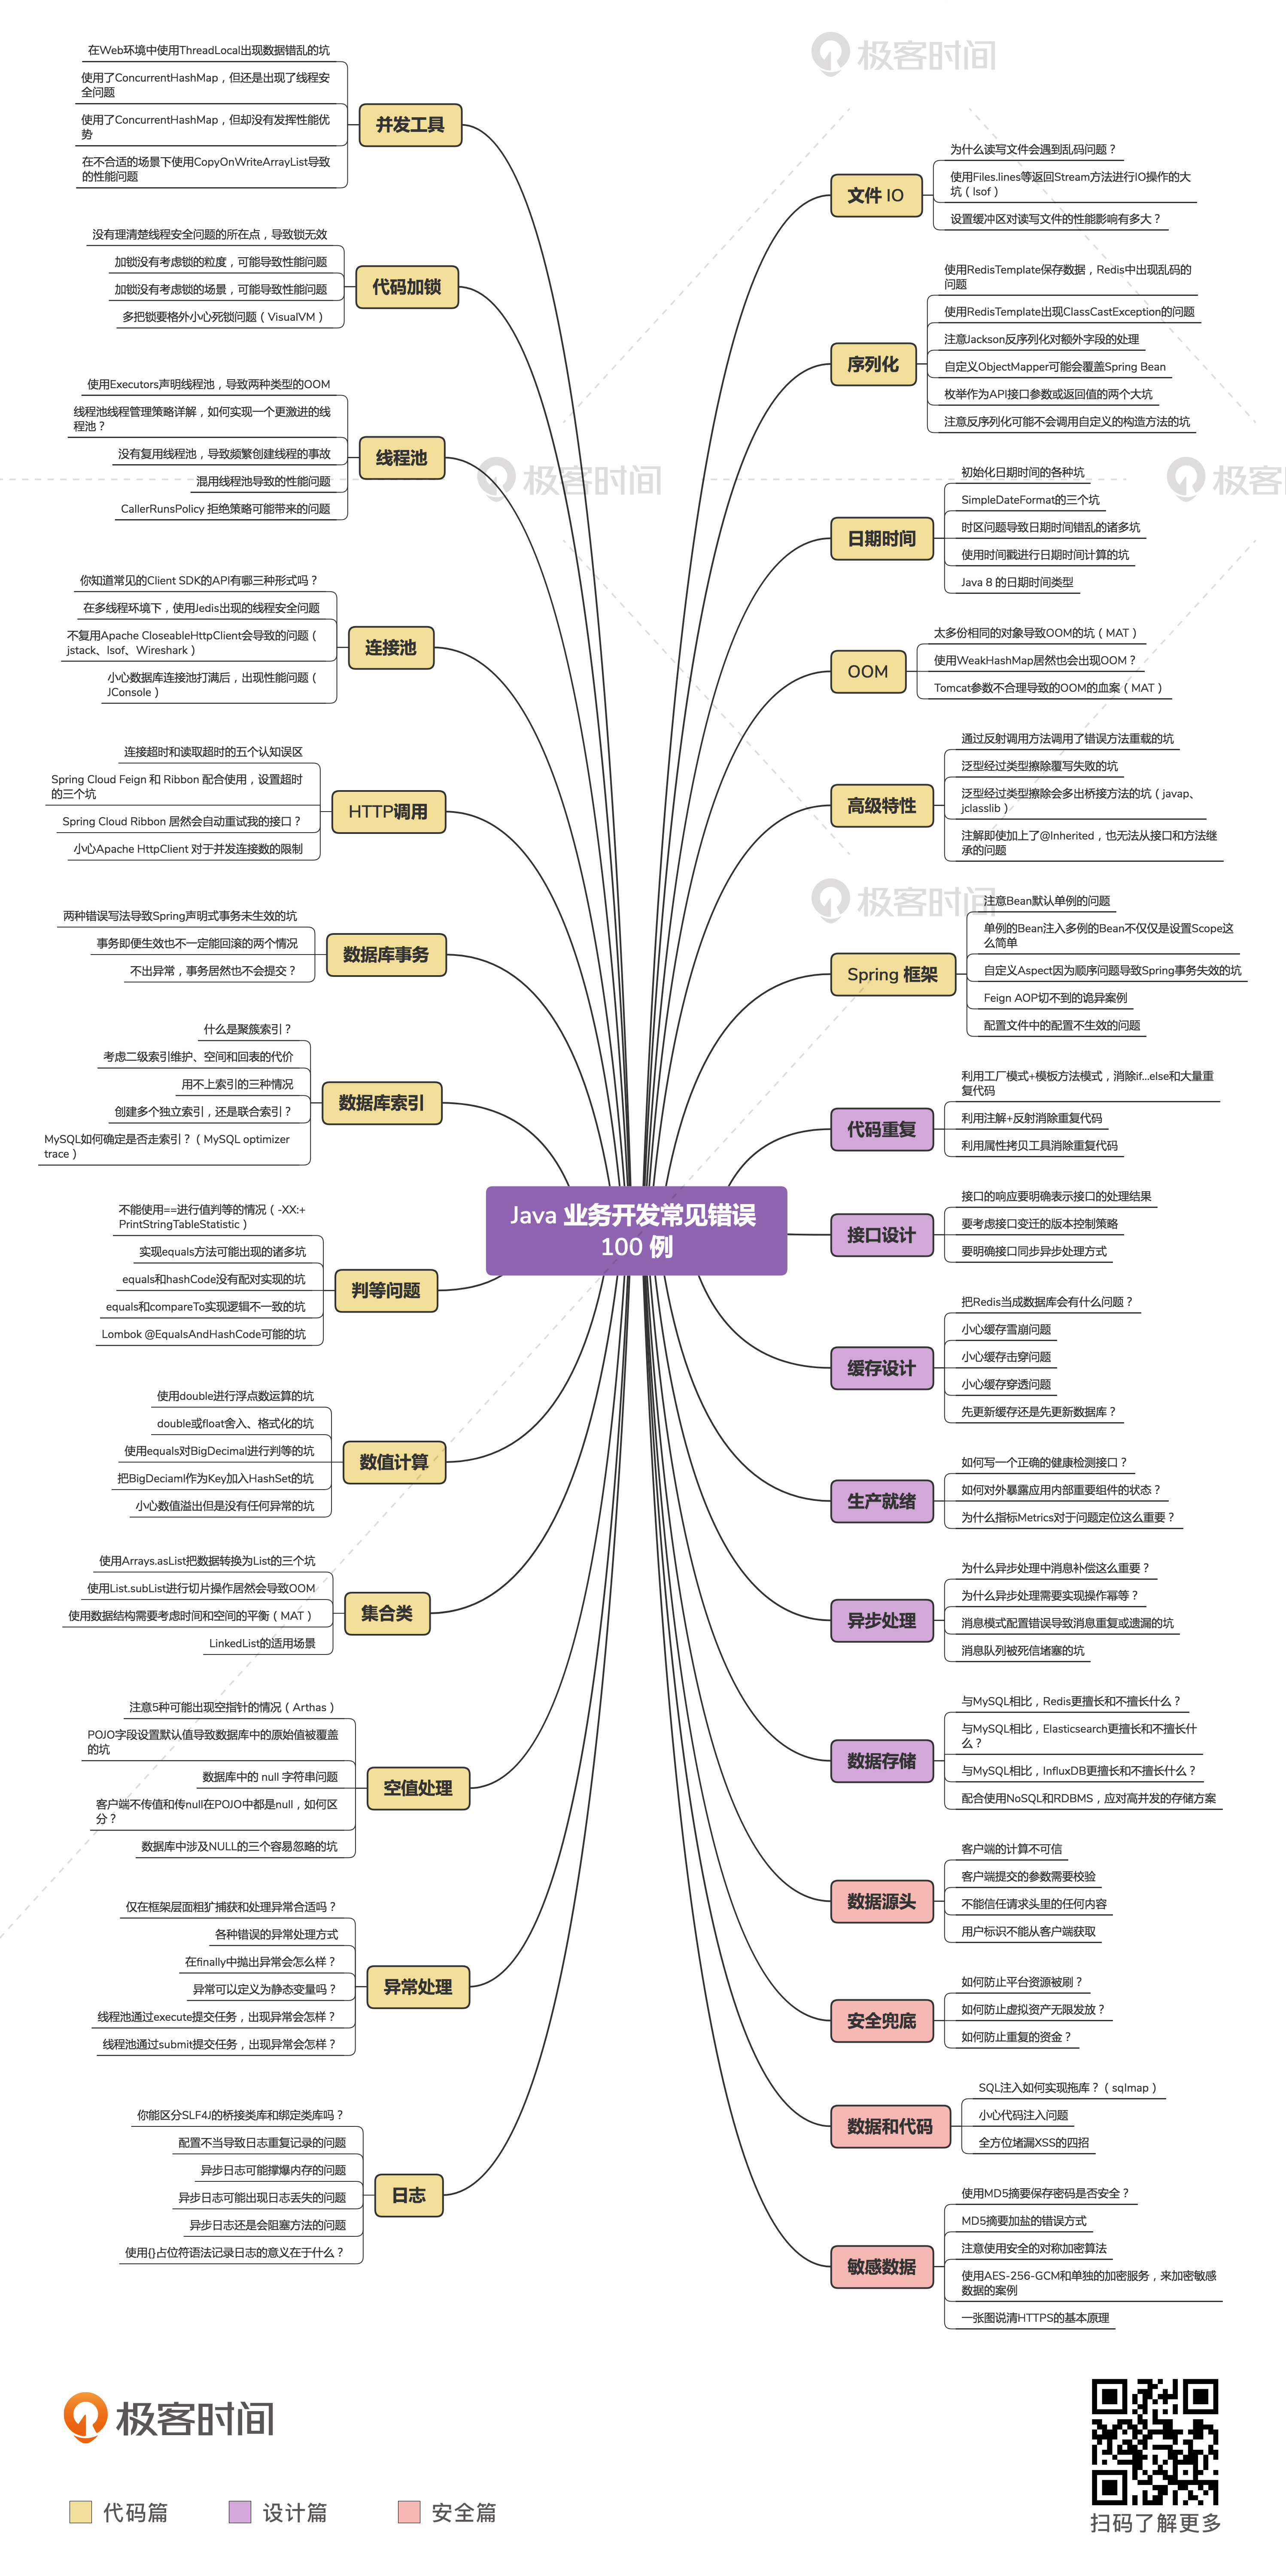 极客时间
在Web环境中使用ThreadLocal出现数据错乱的坑
使用了ConcurrentHashMap，但还是出现了线程安
全问题
使用了ConcurrentHashMap，但却没有发挥性能优
势
在不合适的场景下使用CopyOnWriteArrayList导致
的性能问题
并发工具
没有理清楚线程安全问题的所在点，导致锁无效
加锁没有考虑锁的粒度，可能导致性能问题
加锁没有考虑锁的场景，可能导致性能问题
多把锁要格外小心死锁问题（VisualVM）
代码加锁
使用Executors声明线程池，导致两种类型的OOM
线程池线程管理策略详解，如何实现一个更激进的线
程池？
没有复用线程池，导致频繁创建线程的事故
混用线程池导致的性能问题
CallerRunsPolicy 拒绝策略可能带来的问题
线程池
极客时间
极客时
你知道常见的Client SDK的API有哪三种形式吗？
在多线程环境下，使用Jedis出现的线程安全问题
不复用Apache CloseableHttpClient会导致的问题（
jstack、lsof、Wireshark）
小心数据库连接池打满后，出现性能问题（
JConsole）
连接池
连接超时和读取超时的五个认知误区
Spring Cloud Feign 和 Ribbon 配合使用，设置超时
的三个坑
Spring Cloud Ribbon 居然会自动重试我的接口？
小心Apache HttpClient 对于并发连接数的限制
HTTP调用
两种错误写法导致Spring声明式事务未生效的坑
事务即便生效也不一定能回滚的两个情况
不出异常，事务居然也不会提交？
数据库事务
什么是聚簇索引？
考虑二级索引维护、空间和回表的代价
用不上索引的三种情况
创建多个独立索引，还是联合索引？
MySQL如何确定是否走索引？（MySQL optimizer
trace）
数据库索引
不能使用==进行值判等的情况（-XX:+
PrintStringTableStatistic）
实现equals方法可能出现的诸多坑
equals和hashCode没有配对实现的坑
equals和compareTo实现逻辑不一致的坑
Lombok @EqualsAndHashCode可能的坑
判等问题
使用double进行浮点数运算的坑
double或float舍入、格式化的坑
使用equals对BigDecimal进行判等的坑
把BigDeciaml作为Key加入HashSet的坑
小心数值溢出但是没有任何异常的坑
数值计算
使用Arrays.asList把数据转换为List的三个坑
使用List.subList进行切片操作居然会导致OOM
使用数据结构需要考虑时间和空间的平衡（MAT）
LinkedList的适用场景
集合类
注意5种可能出现空指针的情况（Arthas）
POJO字段设置默认值导致数据库中的原始值被覆盖
的坑
数据库中的 null 字符串问题
客户端不传值和传null在POJO中都是null，如何区
分？
数据库中涉及NULL的三个容易忽略的坑
空值处理
仅在框架层面粗犷捕获和处理异常合适吗？
各种错误的异常处理方式
在finally中抛出异常会怎么样？
异常可以定义为静态变量吗？
线程池通过execute提交任务，出现异常会怎样？
线程池通过submit提交任务，出现异常会怎样？
异常处理
你能区分SLF4J的桥接类库和绑定类库吗？
配置不当导致日志重复记录的问题
异步日志可能撑爆内存的问题
异步日志可能出现日志丢失的问题
异步日志还是会阻塞方法的问题
使用{}占位符语法记录日志的意义在于什么？
日志
Java 业务开发常见错误
100 例
文件 IO
为什么读写文件会遇到乱码问题？
使用Files.lines等返回Stream方法进行IO操作的大
坑（lsof）
设置缓冲区对读写文件的性能影响有多大？
序列化
使用RedisTemplate保存数据，Redis中出现乱码的
问题
使用RedisTemplate出现ClassCastException的问题
注意Jackson反序列化对额外字段的处理
自定义ObjectMapper可能会覆盖Spring Bean
枚举作为API接口参数或返回值的两个大坑
注意反序列化可能不会调用自定义的构造方法的坑
日期时间
初始化日期时间的各种坑
SimpleDateFormat的三个坑
时区问题导致日期时间错乱的诸多坑
使用时间戳进行日期时间计算的坑
Java 8 的日期时间类型
OOM
太多份相同的对象导致OOM的坑（MAT）
使用WeakHashMap居然也会出现OOM？
Tomcat参数不合理导致的OOM的血案（MAT）
高级特性
通过反射调用方法调用了错误方法重载的坑
泛型经过类型擦除覆写失败的坑
泛型经过类型擦除会多出桥接方法的坑（javap、
jclasslib）
注解即使加上了@Inherited，也无法从接口和方法继
承的问题
极客时间
Spring 框架
注意Bean默认单例的问题
单例的Bean注入多例的Bean不仅仅是设置Scope这
么简单
自定义Aspect因为顺序问题导致Spring事务失效的坑
Feign AOP切不到的诡异案例
配置文件中的配置不生效的问题
代码重复
利用工厂模式+模板方法模式，消除if...else和大量重
复代码
利用注解+反射消除重复代码
利用属性拷贝工具消除重复代码
接口设计
接口的响应要明确表示接口的处理结果
要考虑接口变迁的版本控制策略
要明确接口同步异步处理方式
缓存设计
把Redis当成数据库会有什么问题？
小心缓存雪崩问题
小心缓存击穿问题
小心缓存穿透问题
先更新缓存还是先更新数据库？
生产就绪
如何写一个正确的健康检测接口？
如何对外暴露应用内部重要组件的状态？
为什么指标Metrics对于问题定位这么重要？
异步处理
为什么异步处理中消息补偿这么重要？
为什么异步处理需要实现操作幂等？
消息模式配置错误导致消息重复或遗漏的坑
消息队列被死信堵塞的坑
数据存储
与MySQL相比，Redis更擅长和不擅长什么？
与MySQL相比，Elasticsearch更擅长和不擅长什
么？
与MySQL相比，InfluxDB更擅长和不擅长什么？
配合使用NoSQL和RDBMS，应对高并发的存储方案
数据源头
客户端的计算不可信
客户端提交的参数需要校验
不能信任请求头里的任何内容
用户标识不能从客户端获取
安全兜底
如何防止平台资源被刷？
如何防止虚拟资产无限发放？
如何防止重复的资金？
数据和代码
SQL注入如何实现拖库？（sqlmap）
小心代码注入问题
全方位堵漏XSS的四招
敏感数据
使用MD5摘要保存密码是否安全？
MD5摘要加盐的错误方式
注意使用安全的对称加密算法
使用AES-256-GCM和单独的加密服务，来加密敏感
数据的案例
一张图说清HTTPS的基本原理
极客时间
代码篇
设计篇
安全篇
扫码了解更多